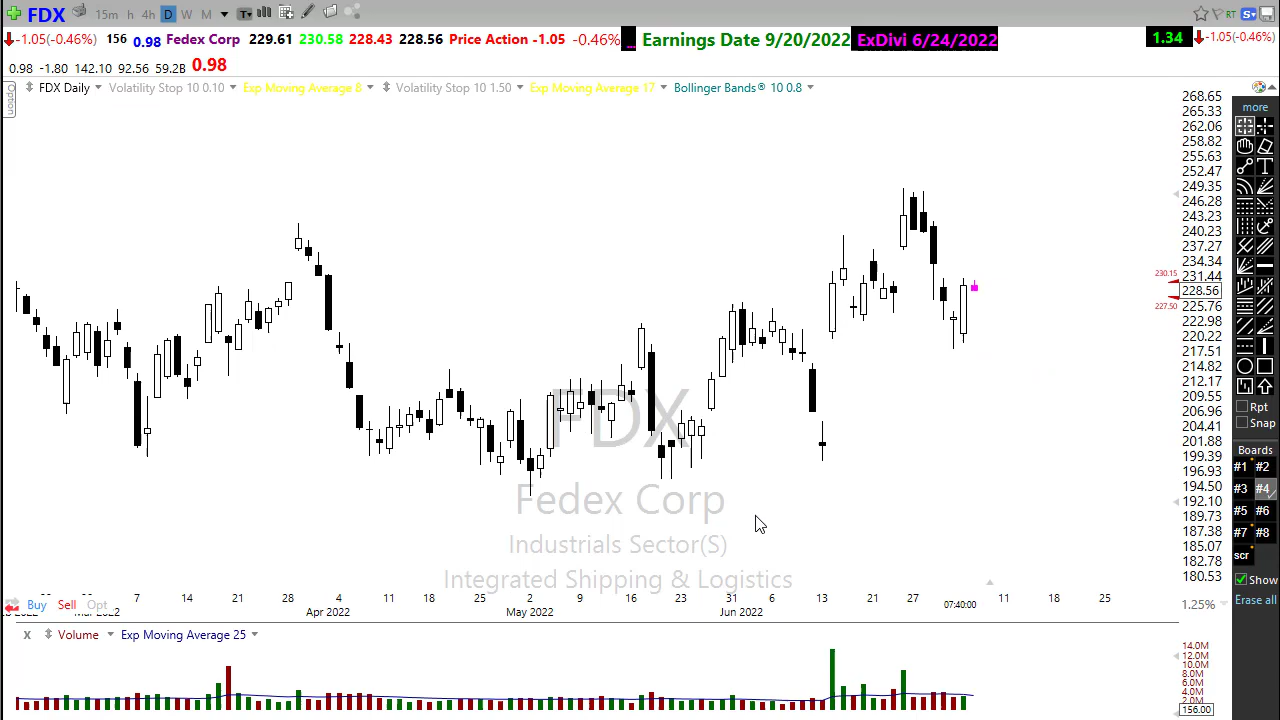 FDX 15m h 4h D W M T RT S
-1.05(-0.46%) 156 0.98 Fedex Corp 229.61 230.58 228.43 228.56 Price Action -1.05 -0.46% ... Earnings Date 9/20/2022 ExDivi 6/24/2022 1.34 -1.05(-0.46%)
0.98 -1.80 142.10 92.56 59.2B 0.98
Option
FDX Daily Volatility Stop 10 0.10 Exp Moving Average 8 Volatility Stop 10 1.50 Exp Moving Average 17 Bollinger Bands® 10 0.8
268.65
265.33
262.06
258.82
255.63
252.47
249.35
246.28
243.23
240.23
237.27
234.34
231.44
230.15
228.56
227.50
225.76
222.98
220.22
217.51
214.82
212.17
209.55
206.96
204.41
201.88
199.39
196.93
194.50
192.10
189.73
187.38
185.07
182.78
180.53
more
T
Rpt
Snap
Boards
#1 #2
#3 #4
#5 #6
#7 #8
scr
Show
Erase all
FDX
Fedex Corp
Industrials Sector(S)
Integrated Shipping & Logistics
7 14 21 28 4 11 18 25 2 9 16 23 31 6 13 21 27 07:40:00 11 18 25
Buy Sell Opt Apr 2022 May 2022 Jun 2022 1.25%
X Volume Exp Moving Average 25
14.0M
12.0M
10.0M
8.0M
6.0M
4.0M
2.0M
156.00